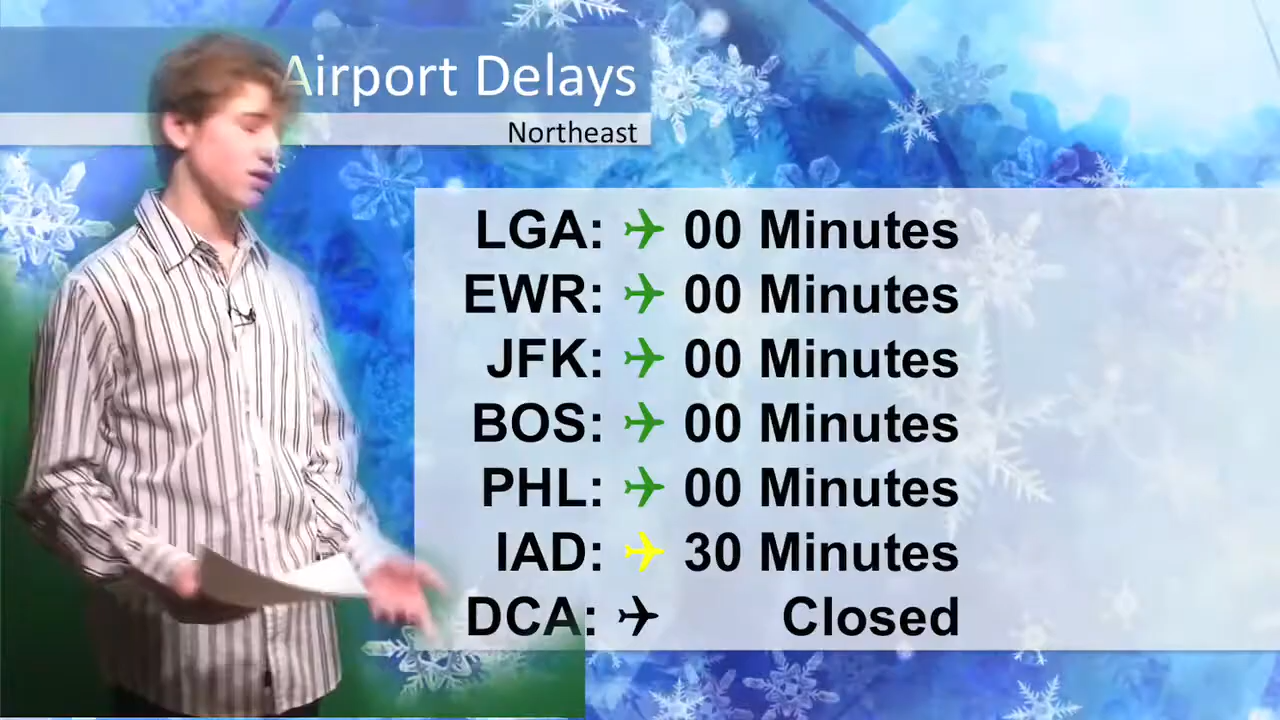 Airport Delays
Northeast
LGA: ✈ 00 Minutes
EWR: ✈ 00 Minutes
JFK: ✈ 00 Minutes
BOS: ✈ 00 Minutes
PHL: ✈ 00 Minutes
IAD: ✈ 30 Minutes
DCA: ✈ Closed